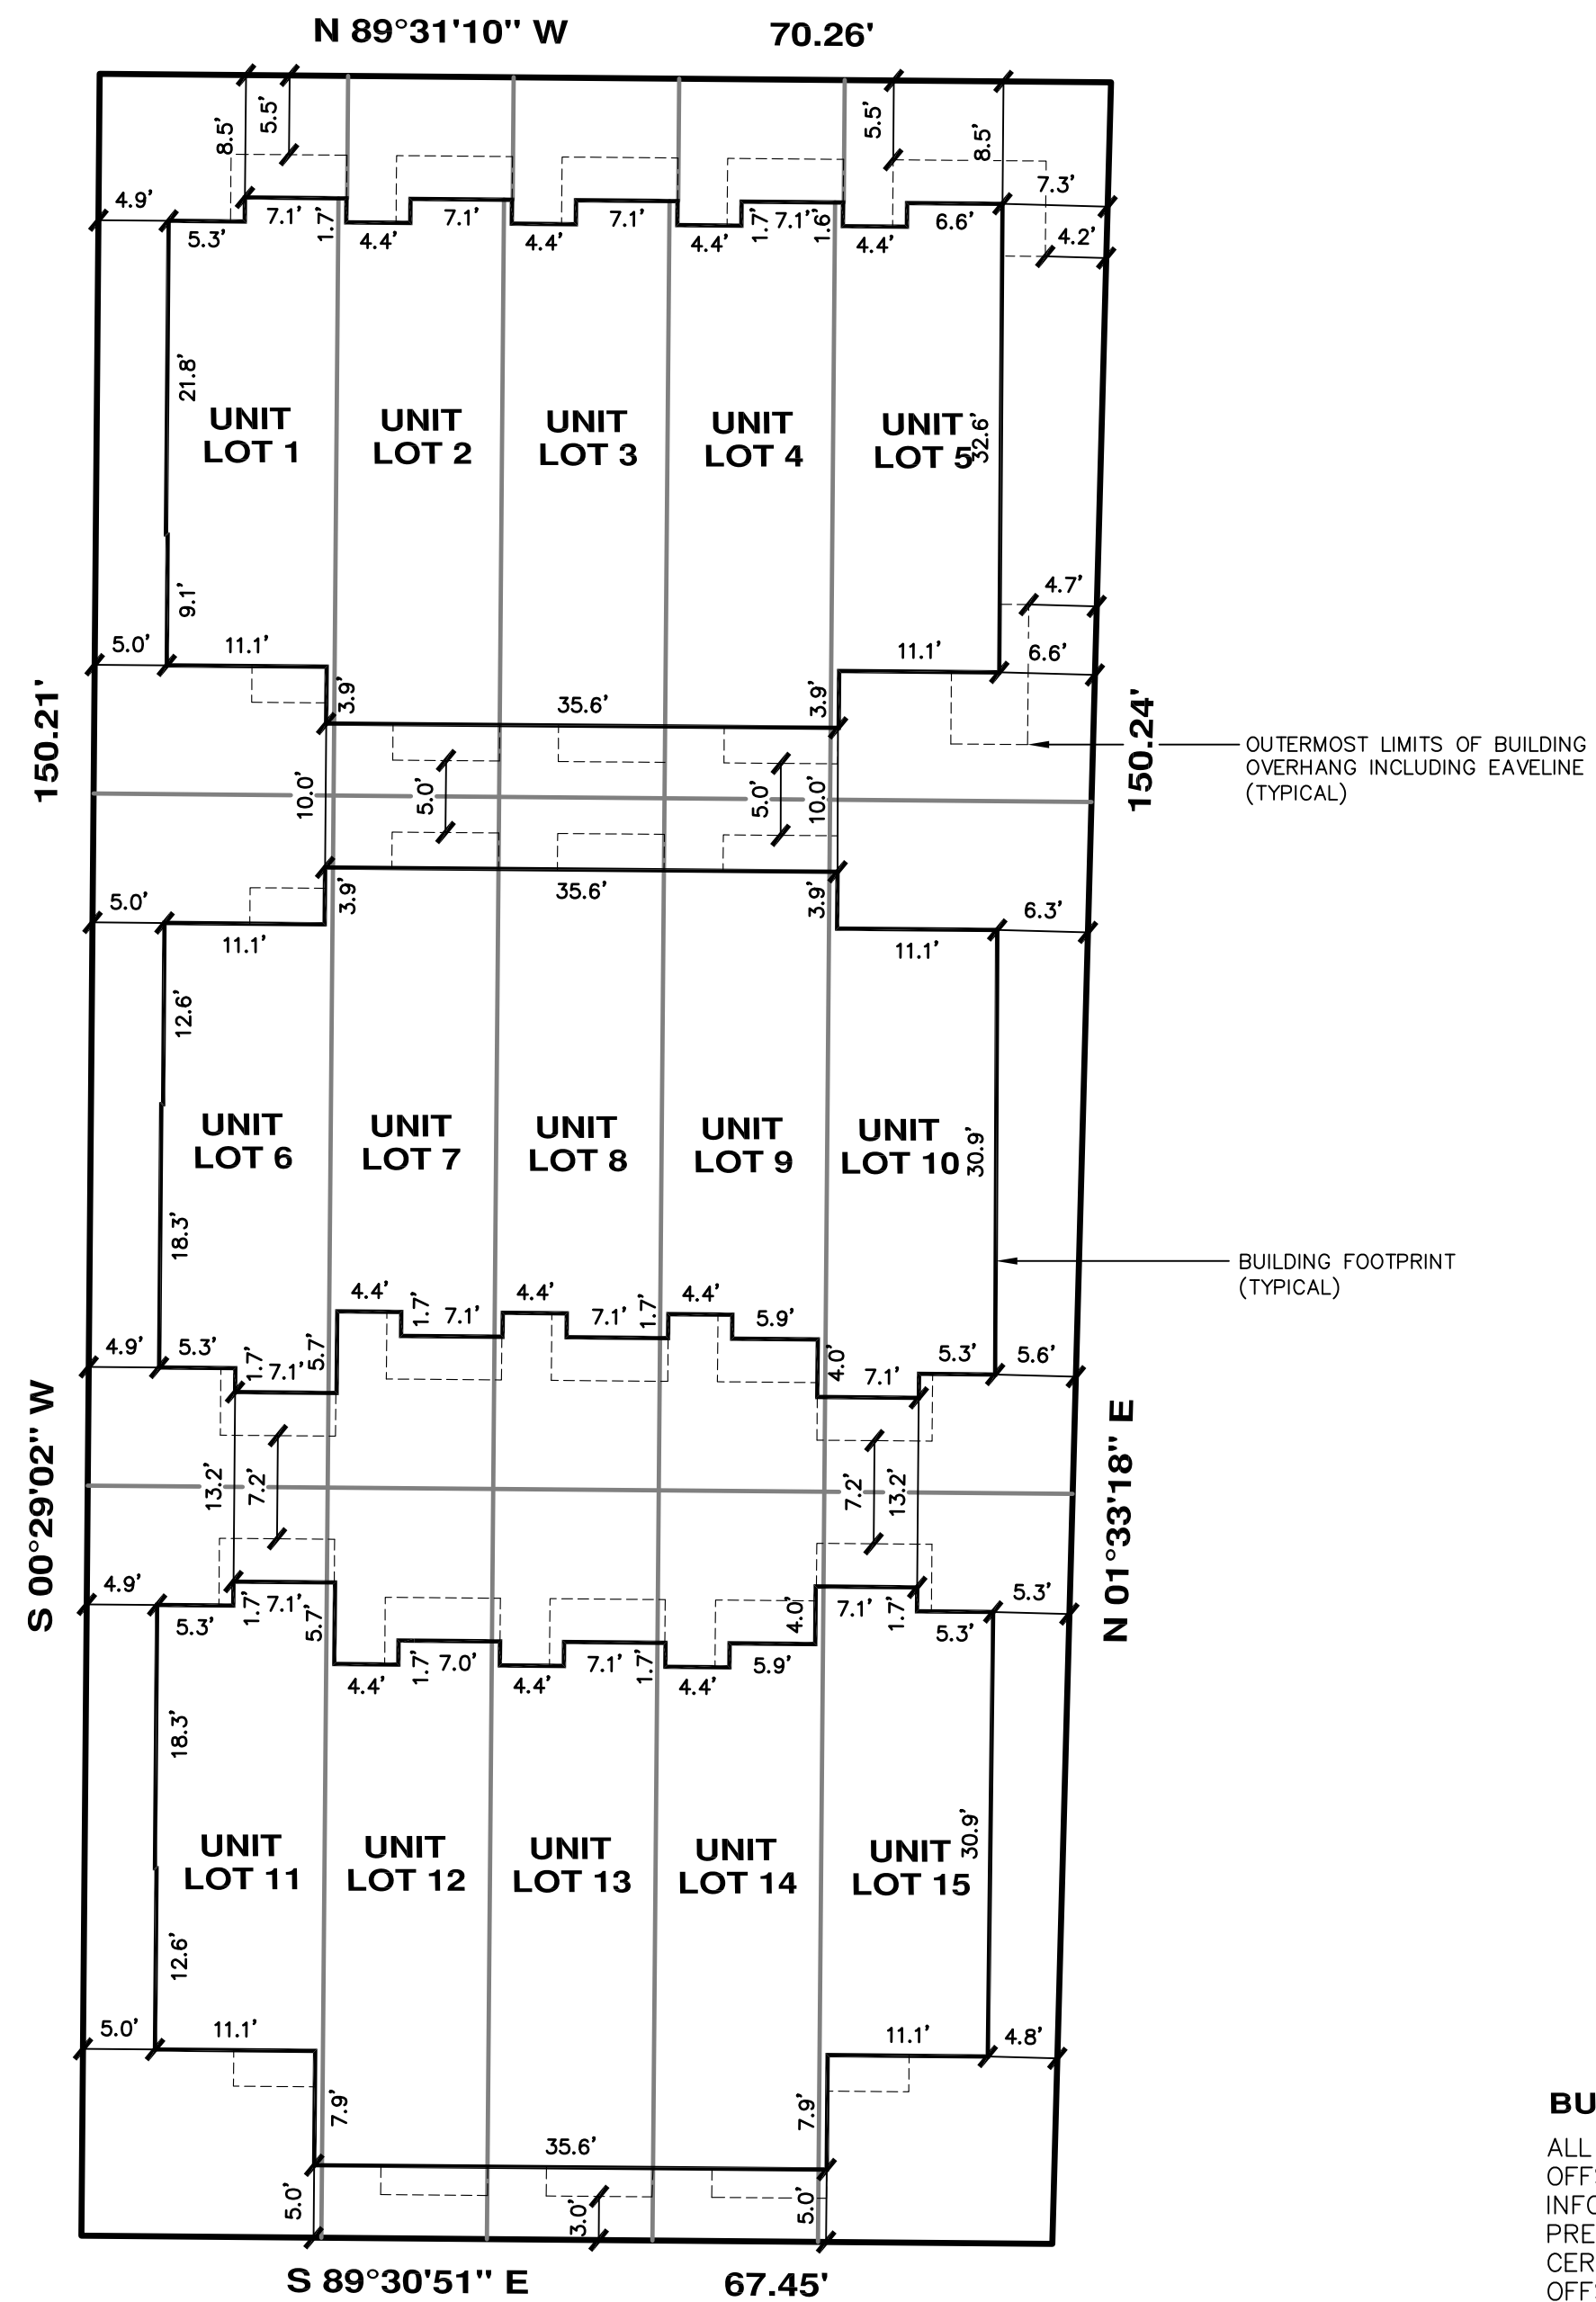 N 89°31'10" W 70.26'
5.5' 5.5'
8.5' 8.5'
4.9' 7.3'
5.3' 7.1' 1.7' 4.4' 7.1' 4.4' 7.1' 4.4' 1.7' 7.1' 1.6' 4.4' 6.6'
4.2'
21.8'
UNIT UNIT UNIT UNIT UNIT
LOT 1 LOT 2 LOT 3 LOT 4 LOT 5
32.6'
9.1' 4.7'
5.0' 11.1' 11.1' 6.6'
3.9' 35.6' 3.9'
150.21' 150.24'
OUTERMOST LIMITS OF BUILDING
OVERHANG INCLUDING EAVELINE
(TYPICAL)
10.0' 5.0' 5.0' 10.0'
5.0' 3.9' 35.6' 3.9' 6.3'
11.1' 11.1'
12.6'
UNIT UNIT UNIT UNIT UNIT
LOT 6 LOT 7 LOT 8 LOT 9 LOT 10
30.9'
18.3'
BUILDING FOOTPRINT
(TYPICAL)
4.4' 1.7' 7.1' 4.4' 7.1' 1.7' 4.4' 5.9'
4.9' 5.3' 1.7' 7.1' 5.7' 4.0' 7.1' 5.3' 5.6'
S 00°29'02" W
N 01°33'18" E
13.2' 7.2' 7.2' 13.2'
4.9' 5.3'
5.3' 1.7' 7.1' 5.7' 4.0' 7.1' 1.7' 5.3'
4.4' 1.7' 7.0' 4.4' 7.1' 1.7' 4.4' 5.9'
18.3'
UNIT UNIT UNIT UNIT UNIT
LOT 11 LOT 12 LOT 13 LOT 14 LOT 15
30.9'
12.6'
5.0' 11.1' 11.1' 4.8'
7.9' 7.9'
35.6'
5.0' 3.0' 5.0'
S 89°30'51" E 67.45'
BU
ALL
OFF
INFO
PRE
CER
OFF